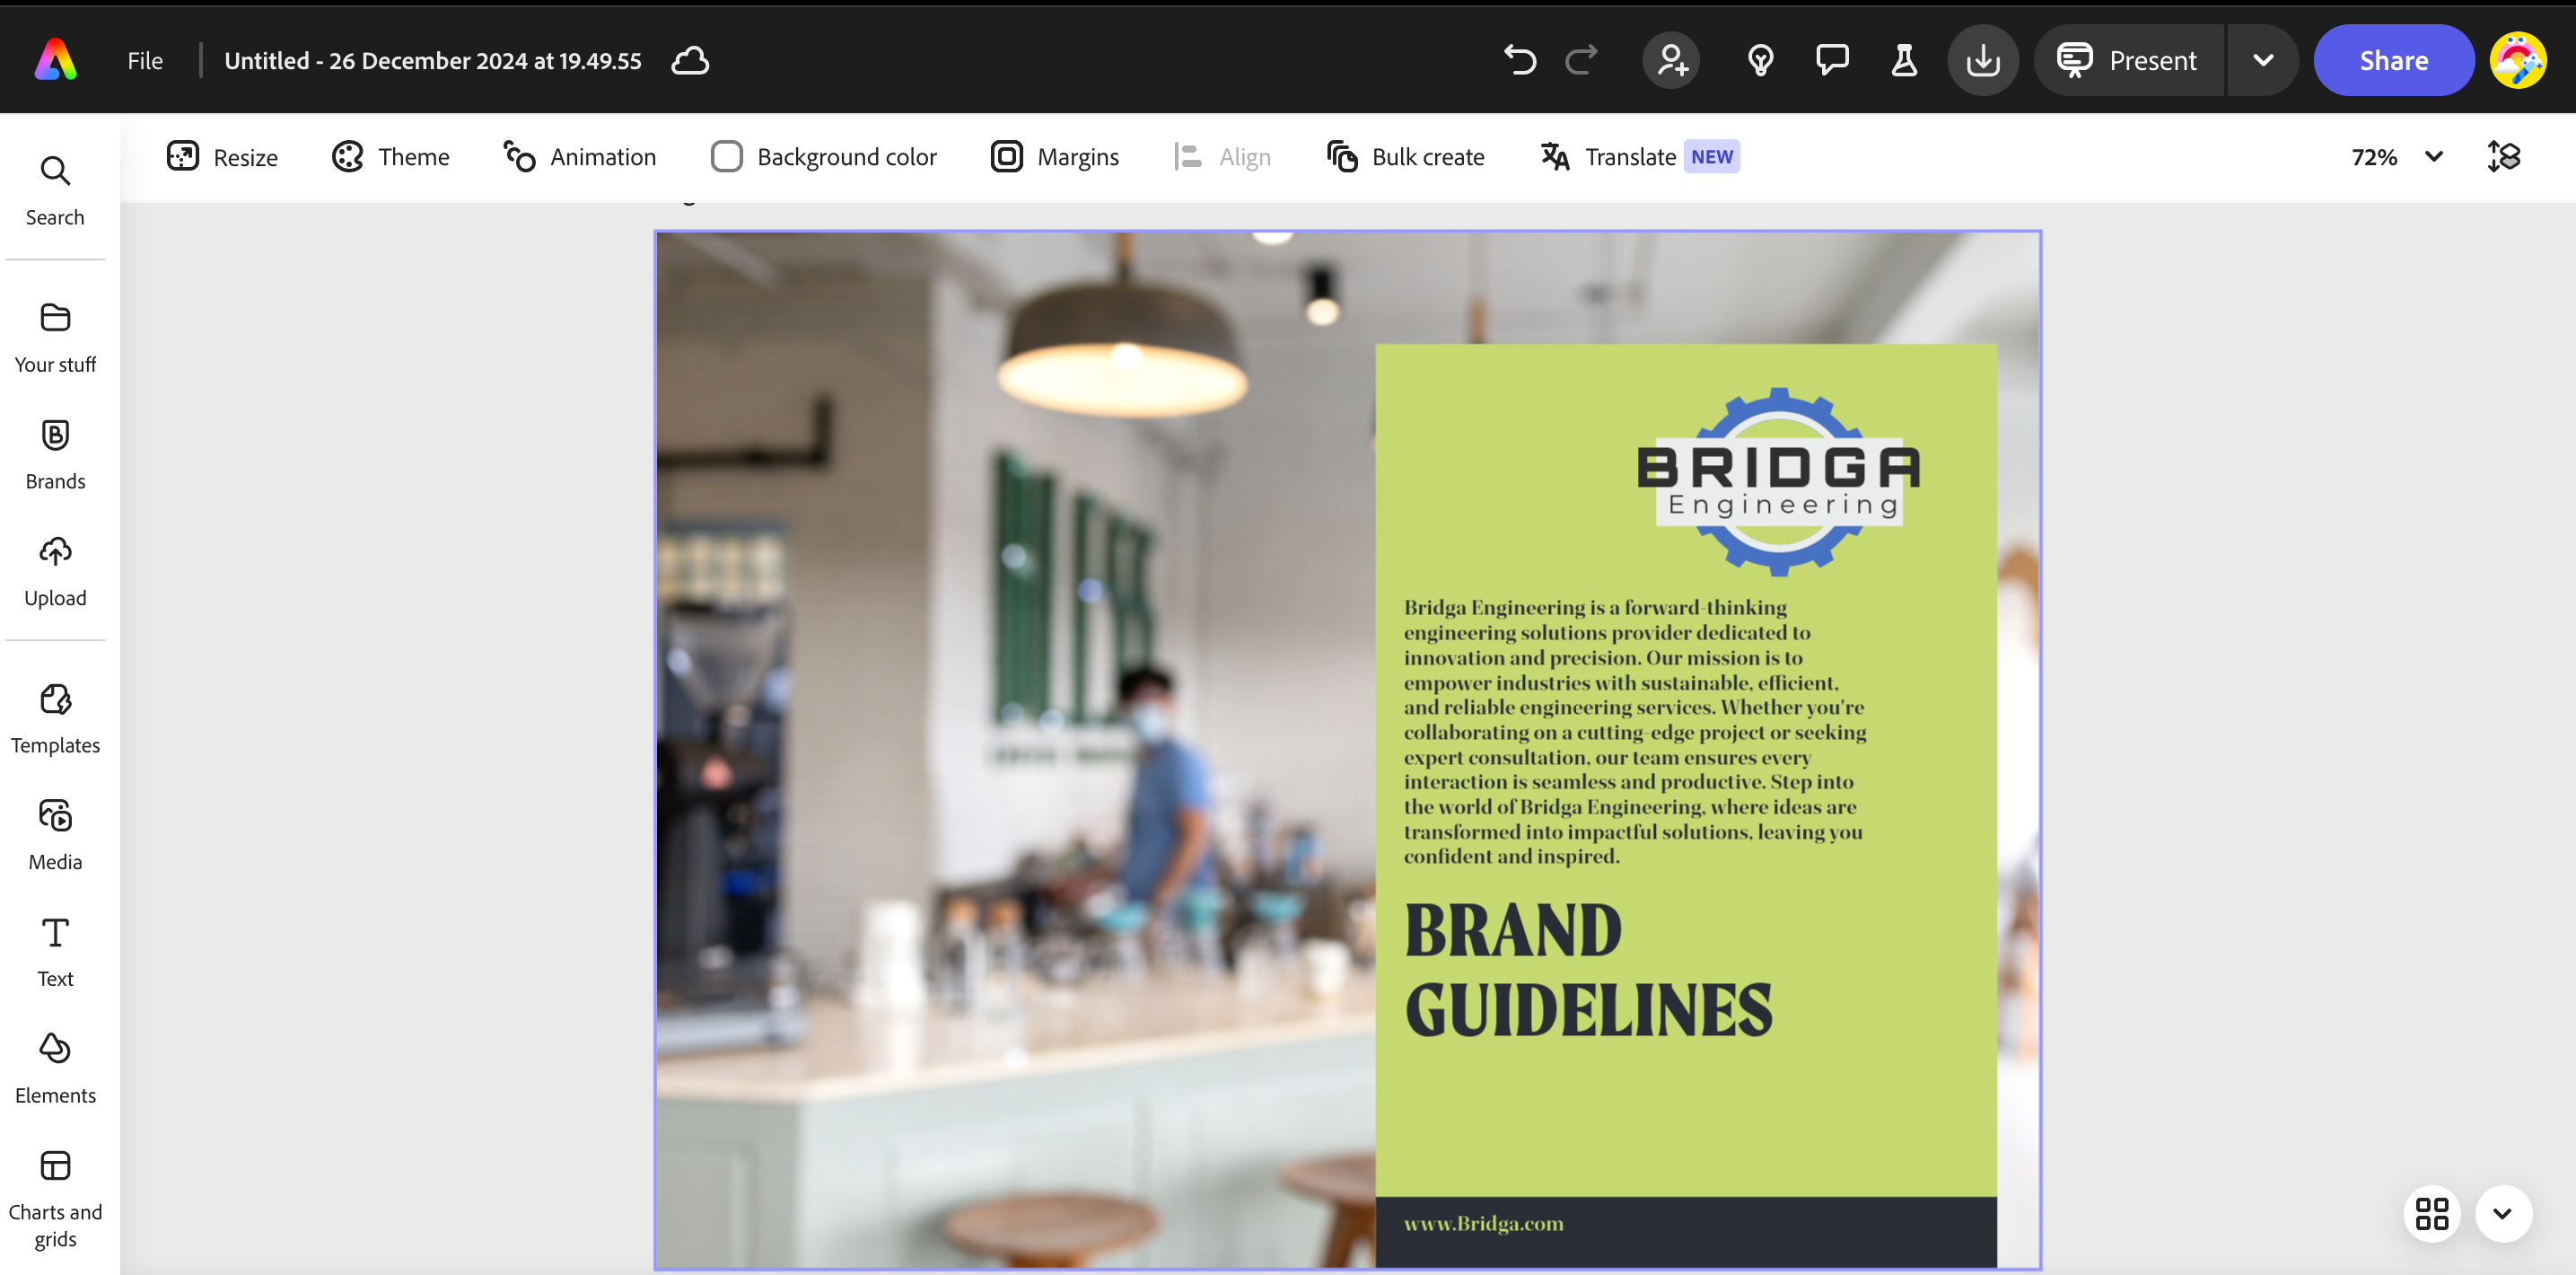 File
Untitled - 26 December 2024 at 19.49.55
Present
Share
Resize
Theme
Animation
Background color
Margins
Align
Bulk create
Translate NEW
72%
Search
Your stuff
Brands
Upload
Templates
Media
Text
Elements
Charts and
grids
BRIDGA
Engineering
Bridga Engineering is a forward-thinking
engineering solutions provider dedicated to
innovation and precision. Our mission is to
empower industries with sustainable, efficient,
and reliable engineering services. Whether you're
collaborating on a cutting-edge project or seeking
expert consultation, our team ensures every
interaction is seamless and productive. Step into
the world of Bridga Engineering, where ideas are
transformed into impactful solutions, leaving you
confident and inspired.
BRAND
GUIDELINES
www.Bridga.com